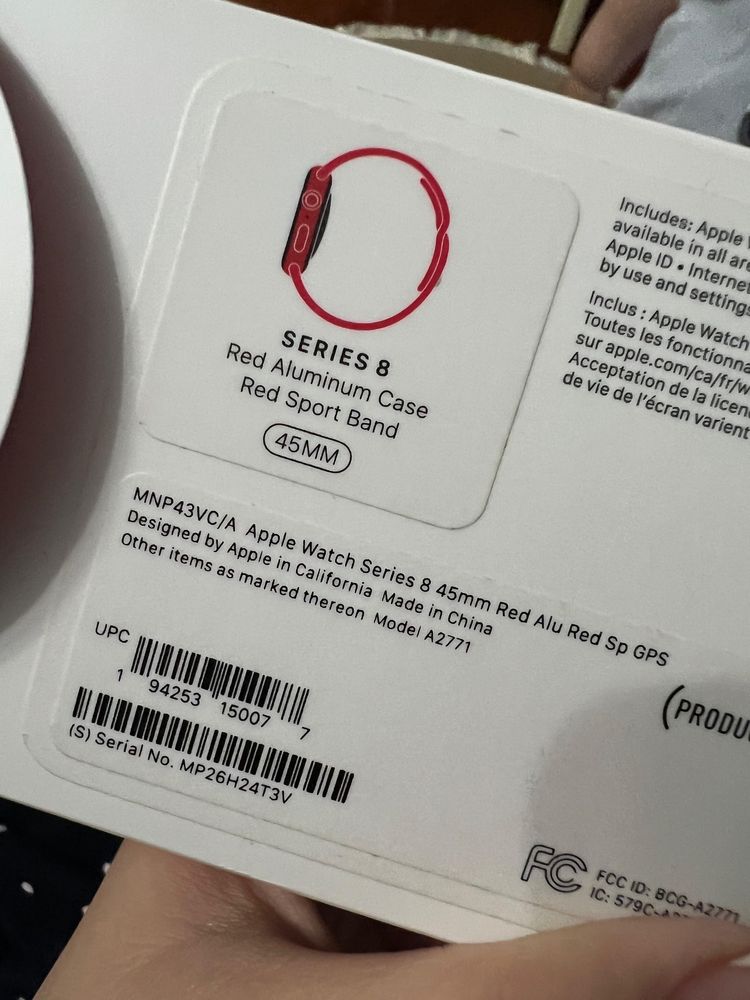 SERIES 8
Red Aluminum Case
Red Sport Band
45MM
Includes: Apple
available in all
Apple ID • Internet
by use and settings
Inclus : Apple Watch
Toutes les
sur apple.com/ca/fr/
Acceptation de la
de vie de l'écran varient
MNP43VC/A Apple Watch Series 8 45mm Red Alu Red Sp GPS
Designed by Apple in California Made in China
Other items as marked thereon Model A2771
UPC
1 94253 15007 7
(S) Serial No. MP26H24T3V
FC
FCC ID: BCG-A2771
IC: